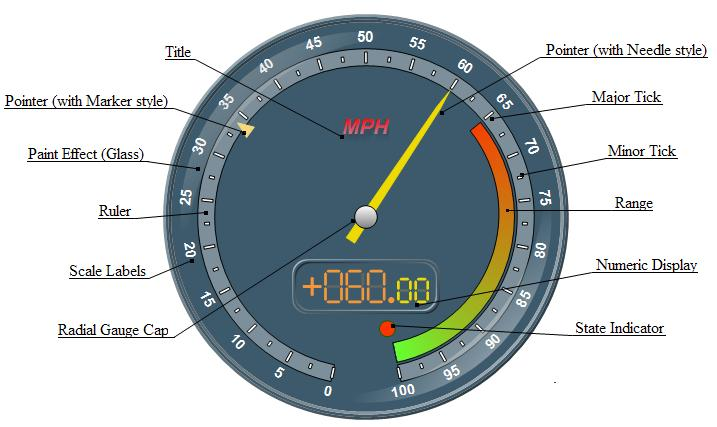 Title
Pointer (with Needle style)
Pointer (with Marker style)
Major Tick
Paint Effect (Glass)
Minor Tick
Ruler
Range
Scale Labels
Numeric Display
Radial Gauge Cap
State Indicator
MPH
+060.00
0
5
10
15
20
25
30
35
40
45
50
55
60
65
70
75
80
85
90
95
100